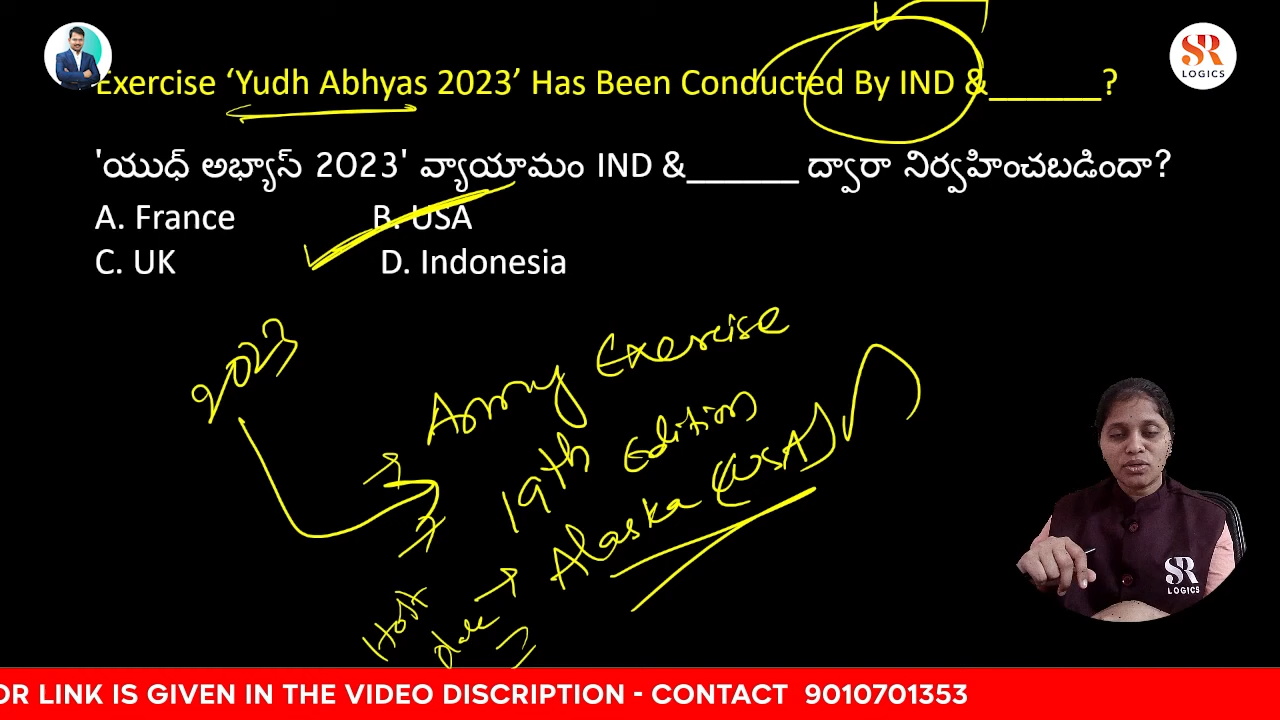 SR
LOGICS
Exercise ‘Yudh Abhyas 2023’ Has Been Conducted By IND &______?
'యుధ్ అభ్యాస్ 2023' వ్యాయామం IND &______ ద్వారా నిర్వహించబడిందా?
A. France B. USA
C. UK D. Indonesia
2023
Army Exercise
19th Edition
Alaska (USA)
Host
SR
LOGICS
OR LINK IS GIVEN IN THE VIDEO DISCRIPTION - CONTACT 9010701353